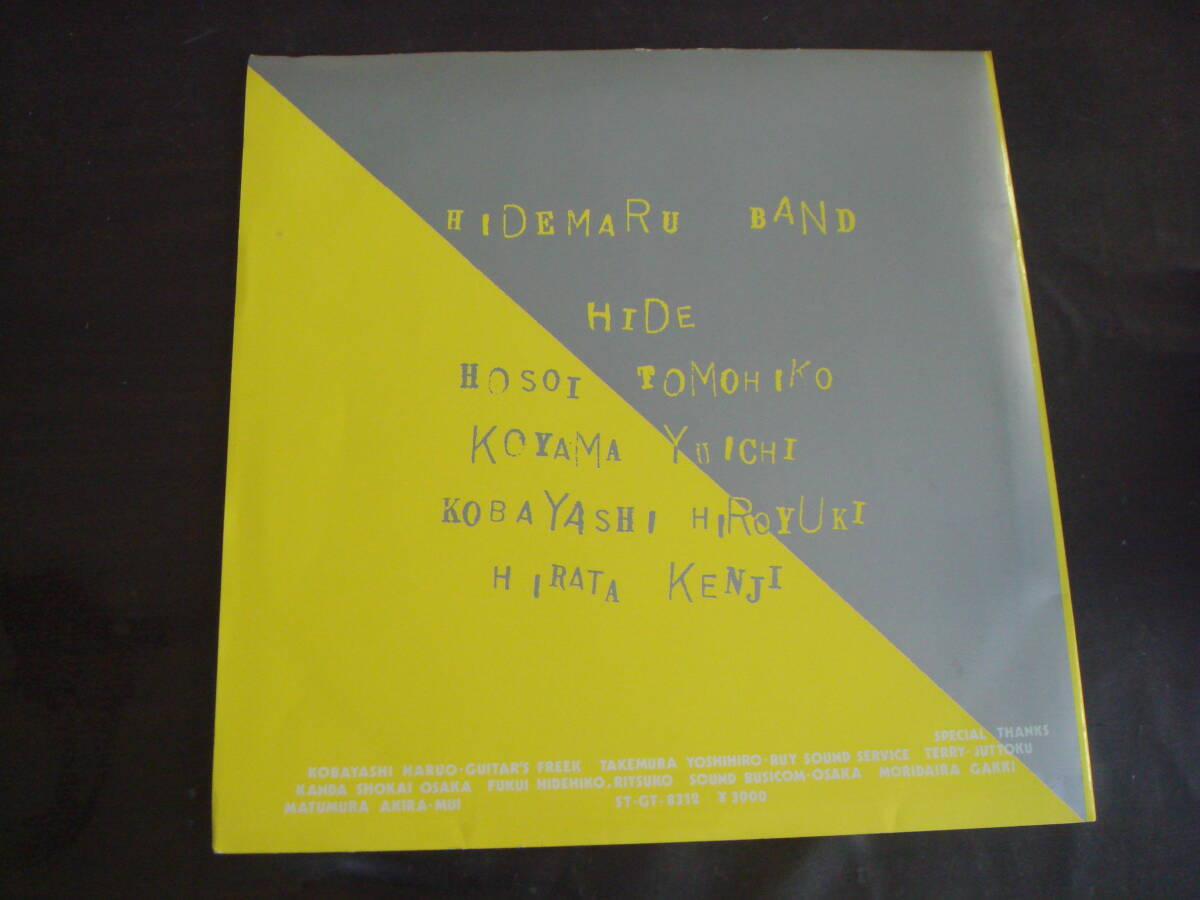 HIDEMARU BAND
HIDE
HOSOI TOMOHIKO
KOYAMA YUICHI
KOBAYASHI HIROYUKI
HIRATA KENJI
SPECIAL THANKS
KOBAYASHI HARUO·GUITAR'S FREEK TAKEMURA YOSHIHIRO·RUY SOUND SERVICE TERRY·JUTTOKU
KANDA SHOKAI OSAKA FUKUI HIDEHIKO.RITSUKO SOUND BUSICOM·OSAKA MORIDAIRA GAKKI
MATUMURA AKIRA·MUI ST-GT-8312 ¥3000